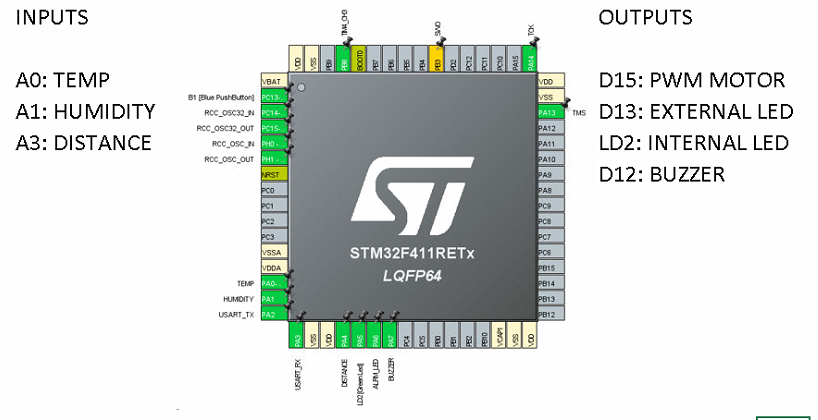 INPUTS
A0: TEMP
A1: HUMIDITY
A3: DISTANCE
OUTPUTS
D15: PWM MOTOR
D13: EXTERNAL LED
LD2: INTERNAL LED
D12: BUZZER
TIM4_CH3
SWO
TCK
VDD
VSS
PB9
PB8
BOOT0
PB7
PB6
PB5
PB4
PB3
PD2
PC12
PC11
PC10
PA15
PA14
VBAT
B1 [Blue PushButton]
PC13-
RCC_OSC32_IN
PC14-
RCC_OSC32_OUT
PC15-
RCC_OSC_IN
PH0 -
RCC_OSC_OUT
PH1 -
NRST
PC0
PC1
PC2
PC3
VSSA
VDDA
TEMP
PA0-
HUMIDITY
PA1
USART_TX
PA2
ST
STM32F411RETx
LQFP64
VDD
VSS
PA13
TMS
PA12
PA11
PA10
PA9
PA8
PC9
PC8
PC7
PC6
PB15
PB14
PB13
PB12
PA3
VSS
VDD
PA4
PA5
PA6
PA7
PC4
PC5
PB0
PB1
PB2
PB10
VCAP1
VSS
VDD
USART_RX
DISTANCE
LD2 [Green Led]
ALRM_LED
BUZZER